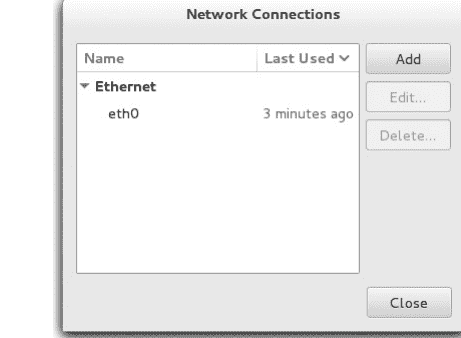 Network Connections
Name Last Used Add
Ethernet Edit...
eth0 3 minutes ago
Delete...
Close